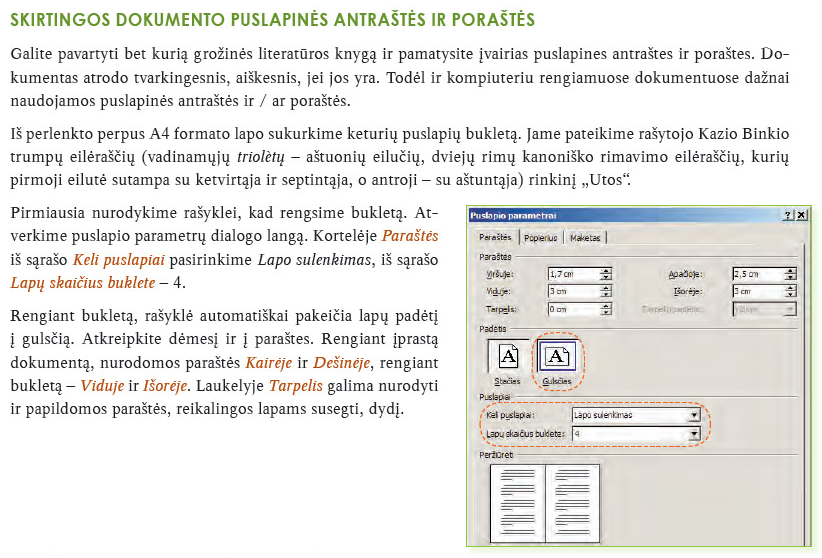 SKIRTINGOS DOKUMENTO PUSLAPINĖS ANTRAŠTĖS IR PORAŠTĖS
Galite pavartyti bet kurią grožinės literatūros knygą ir pamatysite įvairias puslapines antraštes ir poraštes. Do-
kumentas atrodo tvarkingesnis, aiškesnis, jei jos yra. Todėl ir kompiuteriu rengiamuose dokumentuose dažnai
naudojamos puslapinės antraštės ir / ar poraštės.
Iš perlenkto perpus A4 formato lapo sukurkime keturių puslapių bukletą. Jame pateikime rašytojo Kazio Binkio
trumpų eilėraščių (vadinamųjų triolètų – aštuonių eilučių, dviejų rimų kanoniško rimavimo eilėraščių, kurių
pirmoji eilutė sutampa su ketvirtąja ir septintąja, o antroji – su aštuntąja) rinkinį „Utos“.
Pirmiausia nurodykime rašyklei, kad rengsime bukletą. At-
verkime puslapio parametrų dialogo langą. Kortelėje Paraštės
iš sąrašo Keli puslapiai pasirinkime Lapo sulenkimas, iš sąrašo
Lapų skaičius buklete – 4.
Rengiant bukletą, rašyklė automatiškai pakeičia lapų padėtį
į gulsčią. Atkreipkite dėmesį ir į paraštes. Rengiant įprastą
dokumentą, nurodomos paraštės Kairėje ir Dešinėje, rengiant
bukletą – Viduje ir Išorėje. Laukelyje Tarpelis galima nurodyti
ir papildomos paraštės, reikalingos lapams susegti, dydį.
Puslapio parametrai
Paraštės Popierius Maketas
Paraštės
Viršuje: 1,7 cm Apačioje: 2,5 cm
Viduje: 3 cm Išorėje: 3 cm
Tarpelis: 0 cm
Padėtis
Stačias Gulsčias
Puslapiai
Keli puslapiai: Lapo sulenkimas
Lapų skaičius buklete: 4
Peržiūrėti